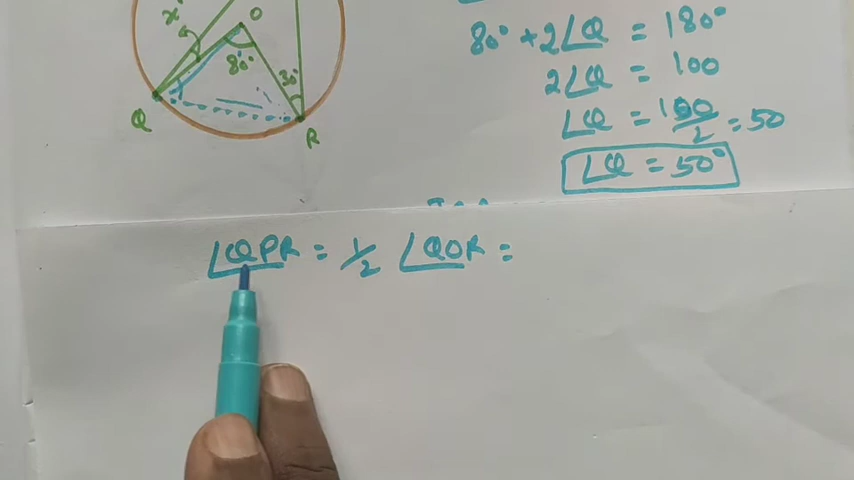 x°
O
80°
30°
Q
R
80° + 2∠Q = 180°
2∠Q = 100
∠Q = 100/2 = 50
∠Q = 50°
∠QPR = 1/2 ∠QOR =